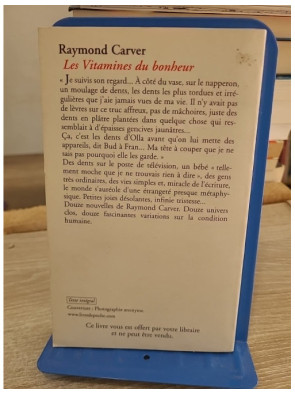 Raymond Carver
Les Vitamines du bonheur
« Je suivis son regard... À côté du vase, sur le napperon,
un moulage de dents, les dents les plus tordues et irré-
gulières que j'aie jamais vues de ma vie. Il n'y avait pas
de lèvres sur ce truc affreux, pas de mâchoires, juste des
dents en plâtre plantées dans quelque chose qui res-
semblait à d'épaisses gencives jaunâtres...
Ça, c'est les dents d'Olla avant qu'on lui mette des
appareils, dit Bud à Fran... Ma tête à couper que je ne
sais pas pourquoi elle les garde. »
Des dents sur le poste de télévision, un bébé « telle-
ment moche que je ne trouvais rien à dire », des gens
très ordinaires, des vies simples et, miracle de l'écriture,
le monde s'auréole d'une étrangeté presque métaphy-
sique. Petites joies désolantes, infinie tristesse...
Douze nouvelles de Raymond Carver. Douze univers
clos, douze fascinantes variations sur la condition
humaine.
Texte intégral
Couverture : Photographie
www.livredepoche.com
Ce livre vous est offert par votre libraire
et ne peut être vendu.